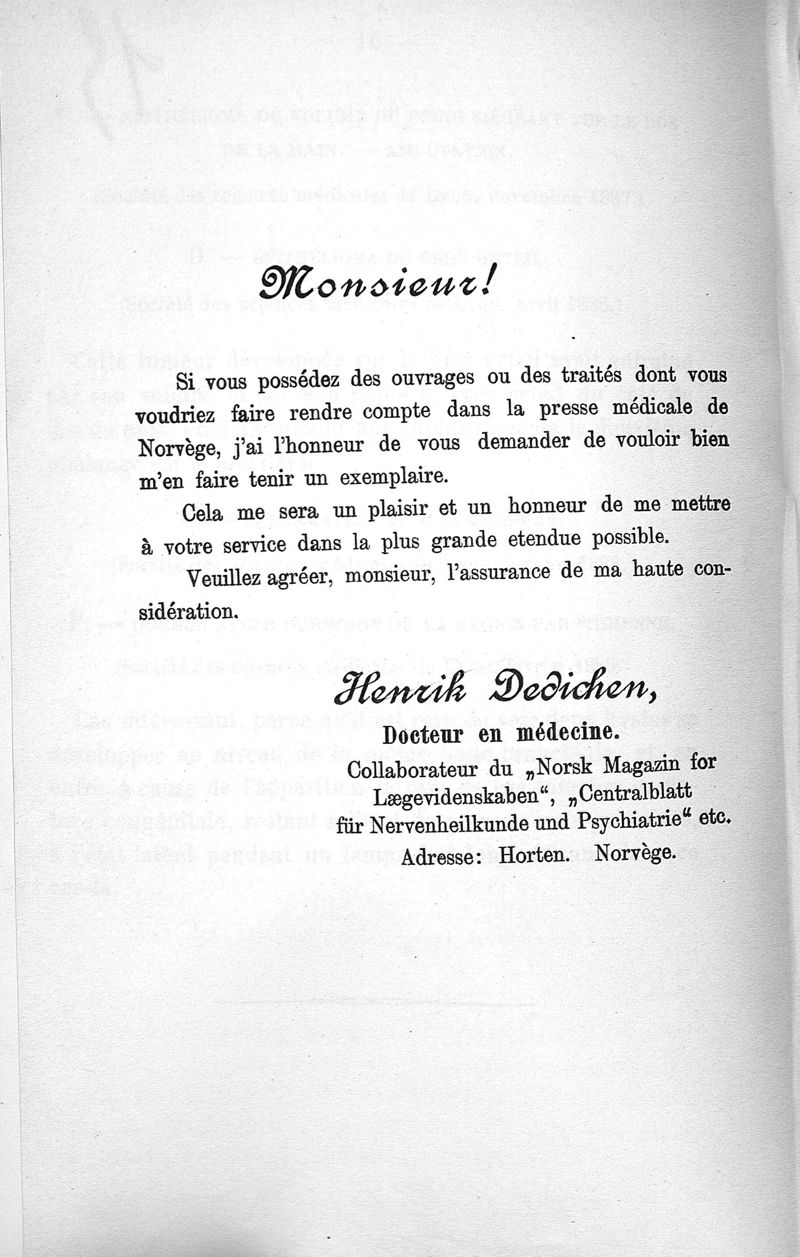 Monsieur!
Si vous possédez des ouvrages ou des traités dont vous
voudriez faire rendre compte dans la presse médicale de
Norvège, j'ai l'honneur de vous demander de vouloir bien
m'en faire tenir un exemplaire.
Cela me sera un plaisir et un honneur de me mettre
à votre service dans la plus grande etendue possible.
Veuillez agréer, monsieur, l'assurance de ma haute con-
sidération.
Henrik Dedichen,
Docteur en médecine.
Collaborateur du „Norsk Magazin for
Lægevidenskaben“, „Centralblatt
für Nervenheilkunde und Psychiatrie“ etc.
Adresse: Horten. Norvège.